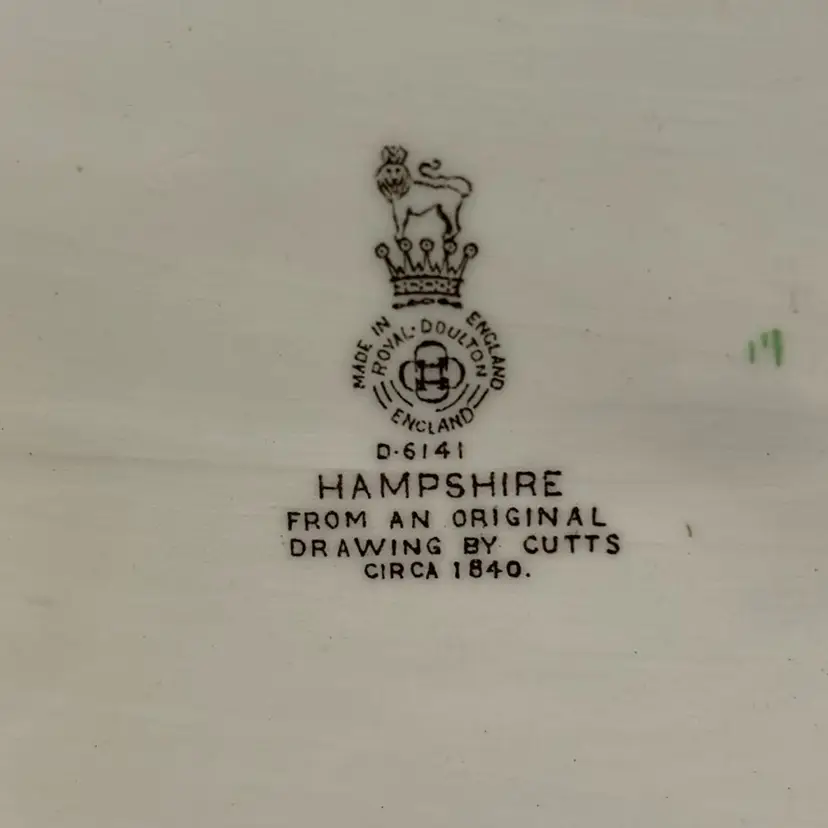 MADE IN ENGLAND
ROYAL·DOULTON
ENGLAND
D·6141
HAMPSHIRE
FROM AN ORIGINAL
DRAWING BY CUTTS
CIRCA 1840.